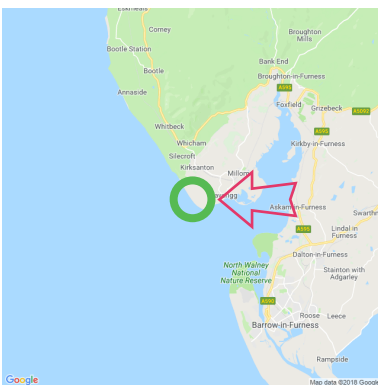 Eskmeals
Corney
Broughton
Mills
Bootle Station
Bank End
Bootle
Broughton-in-Furness
A595
Annaside
Foxfield
Grizebeck
A5092
Whitbeck
A595
Kirkby-in-Furness
Whicham
Silecroft
Kirksanton
Millom
Askam-in-Furness
Swarthm
A595
Lindal in
Furness
Dalton-in-Furness
North Walney
National
Nature Reserve
Stainton with
Adgarley
A590
Roose
Leece
Barrow-in-Furness
Rampside
Google
Map data ©2018 Google